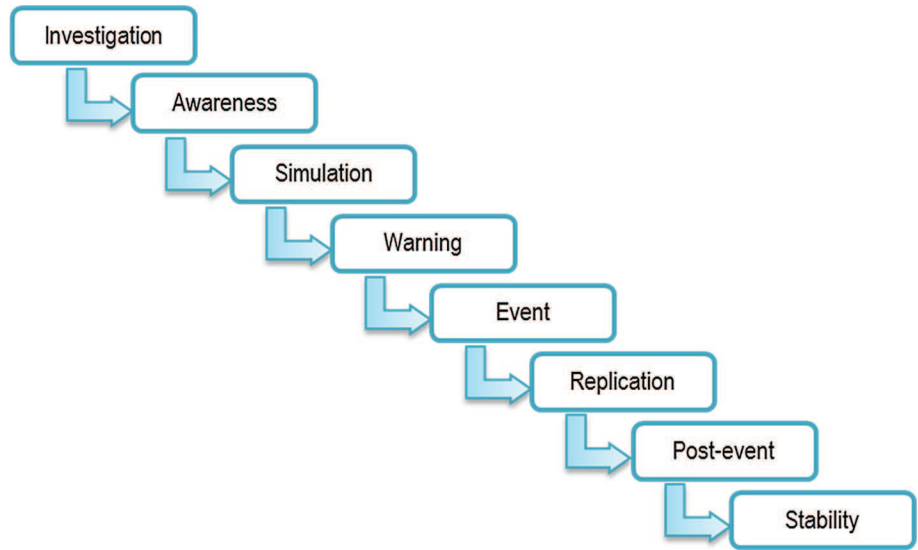 Investigation
Awareness
Simulation
Warning
Event
Replication
Post-event
Stability